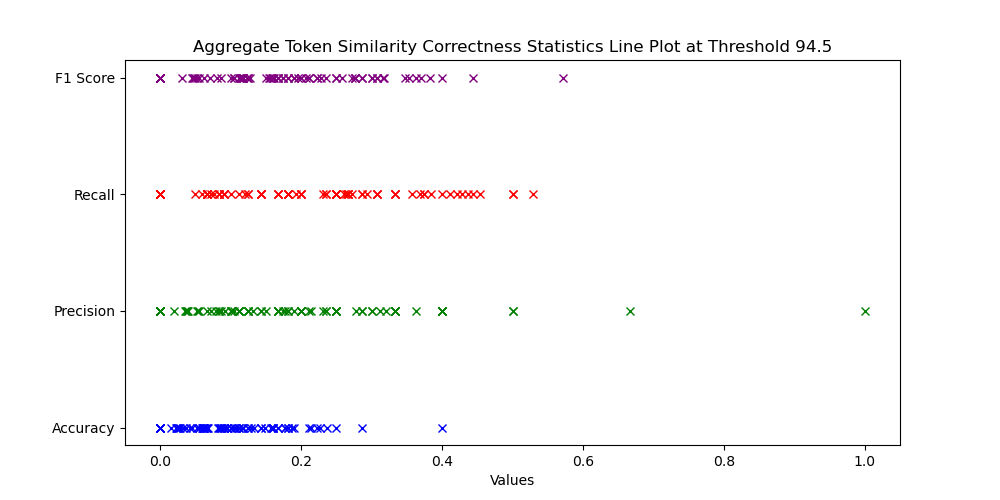 Aggregate Token Similarity Correctness Statistics Line Plot at Threshold 94.5
F1 Score
Recall
Precision
Accuracy
0.0 0.2 0.4 0.6 0.8 1.0
Values